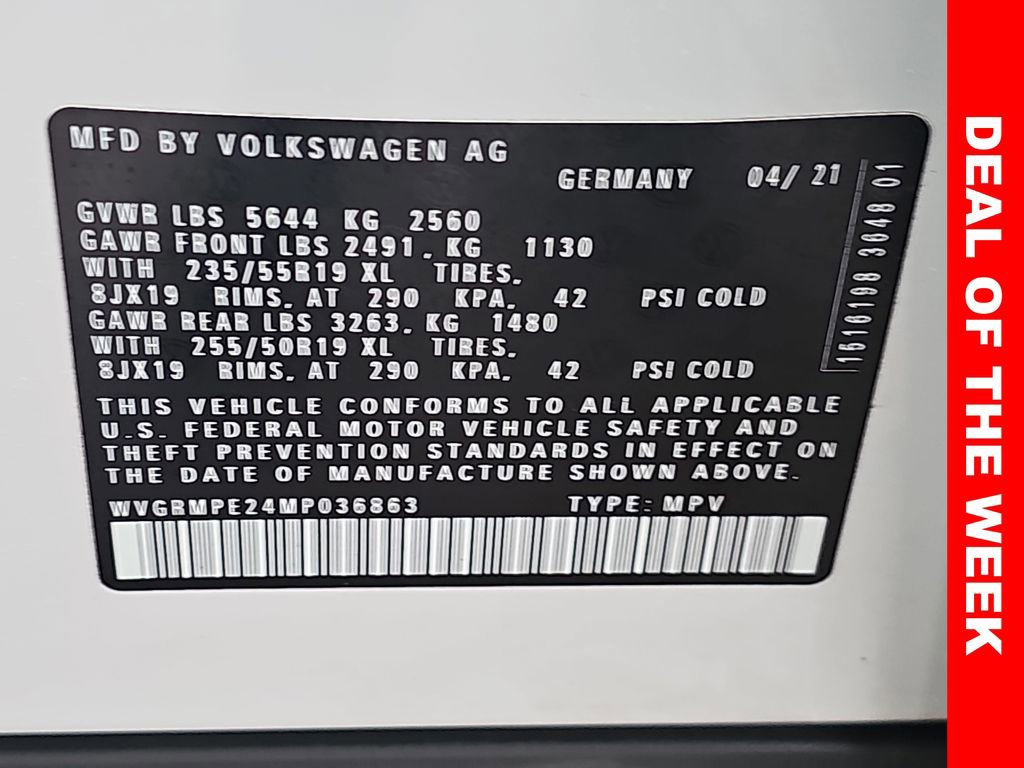 MFD BY VOLKSWAGEN AG
GERMANY 04/ 21
GVWR LBS 5644 KG 2560
GAWR FRONT LBS 2491, KG 1130
WITH 235/55R19 XL TIRES,
8JX19 RIMS, AT 290 KPA, 42 PSI COLD
GAWR REAR LBS 3263, KG 1480
WITH 255/50R19 XL TIRES,
8JX19 RIMS, AT 290 KPA, 42 PSI COLD
THIS VEHICLE CONFORMS TO ALL APPLICABLE
U.S. FEDERAL MOTOR VEHICLE SAFETY AND
THEFT PREVENTION STANDARDS IN EFFECT ON
THE DATE OF MANUFACTURE SHOWN ABOVE.
WVGRMPE24MP036863 TYPE: MPV
DEAL OF THE WEEK